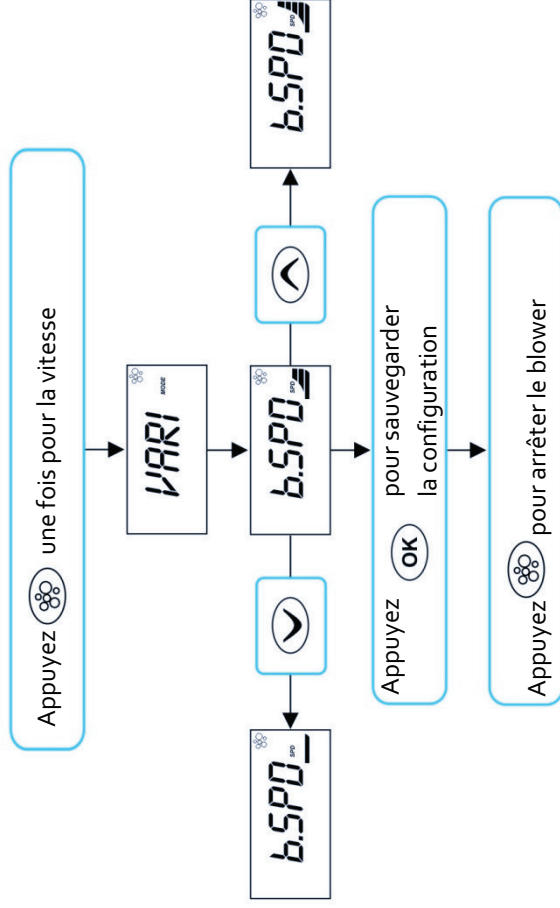 Appuyez une fois pour la vitesse
VARI
MODE
b.SPD
SPD
b.SPD
SPD
b.SPD
SPD
Appuyez OK pour sauvegarder
la configuration
Appuyez pour arrêter le blower